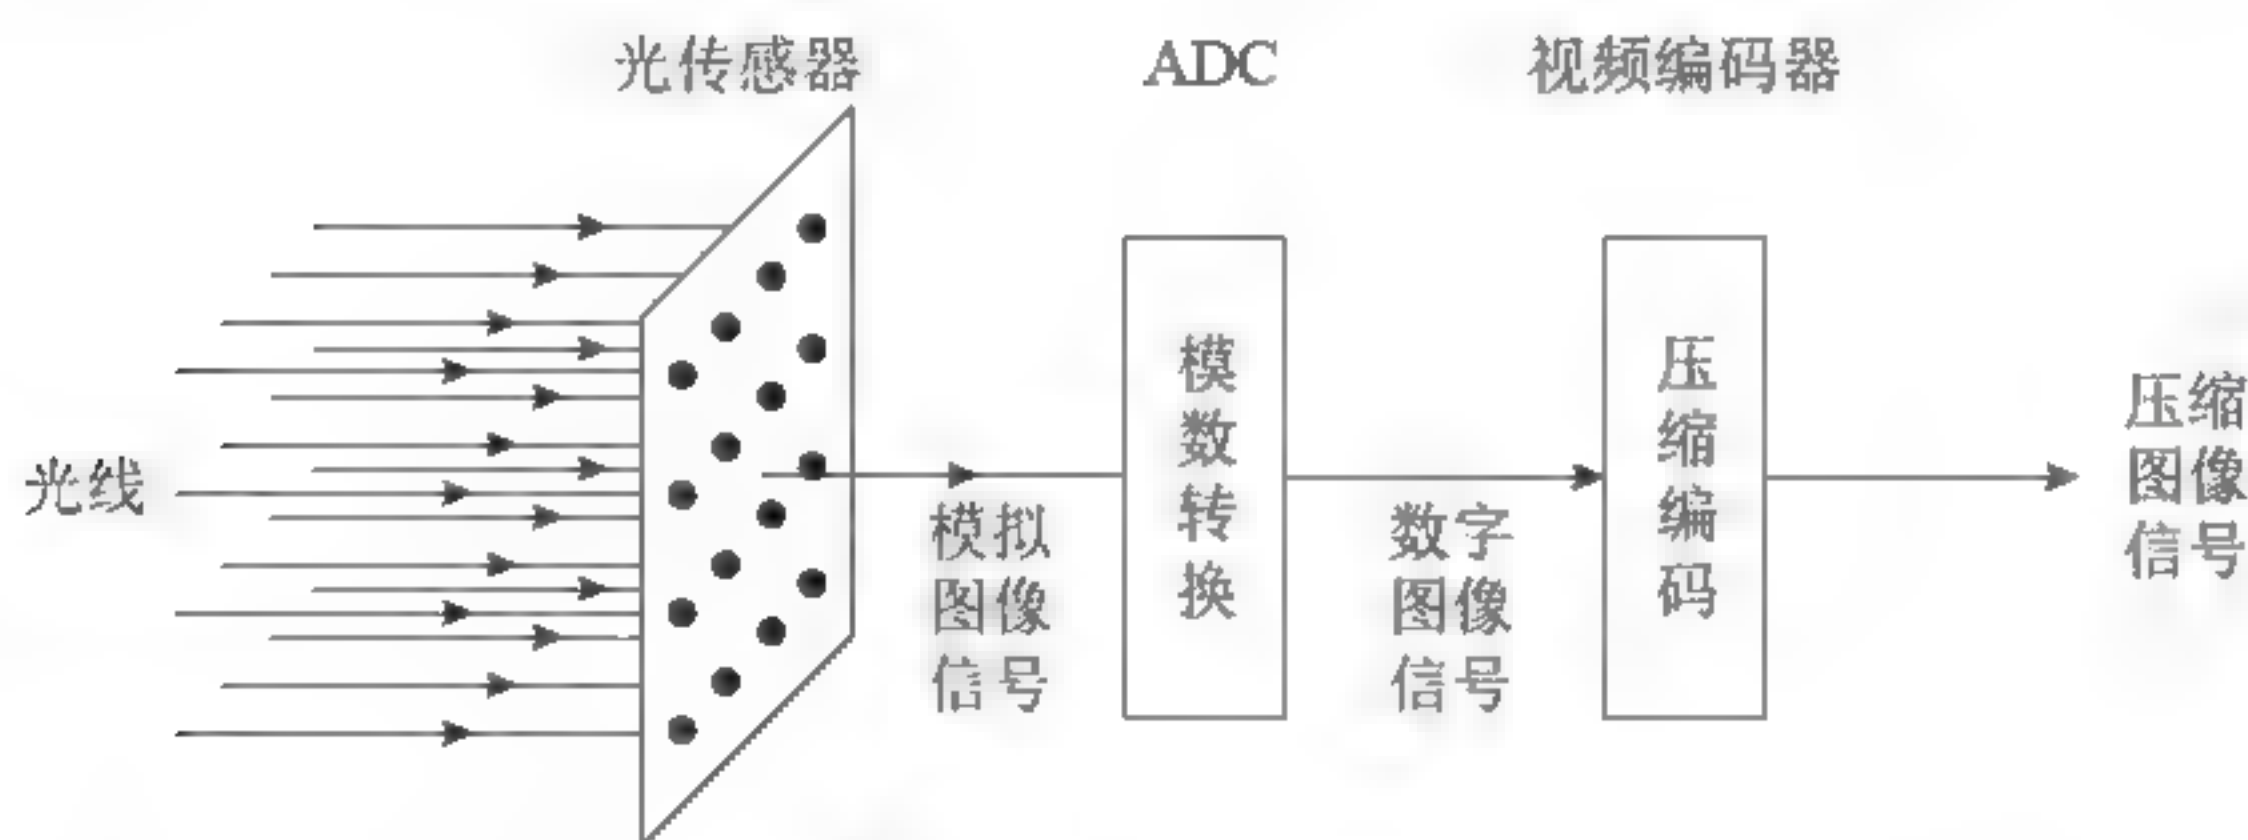 光传感器
ADC
视频编码器
光线
模拟
图像
信号
模
数
转
换
数字
图像
信号
压
缩
编
码
压缩
图像
信号